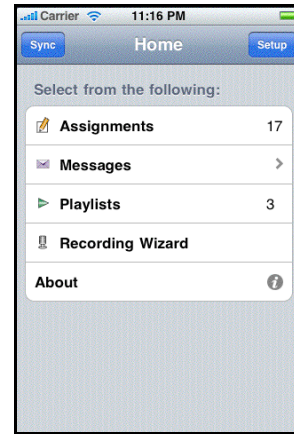 Carrier 11:16 PM
Sync Home Setup
Select from the following:
Assignments 17
Messages
Playlists 3
Recording Wizard
About